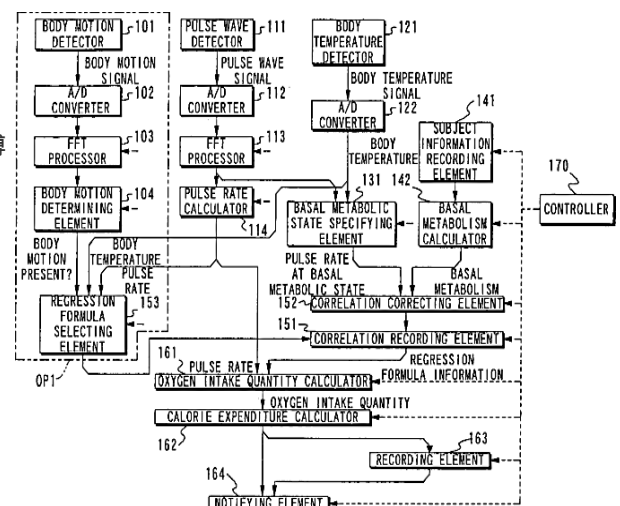 BODY MOTION
DETECTOR
101
PULSE WAVE
DETECTOR
111
BODY
TEMPERATURE
DETECTOR
121
BODY MOTION
SIGNAL
PULSE WAVE
SIGNAL
BODY TEMPERATURE
SIGNAL
A/D
CONVERTER
102
A/D
CONVERTER
112
A/D
CONVERTER
122
141
SUBJECT
INFORMATION
RECORDING
ELEMENT
FFT
PROCESSOR
103
FFT
PROCESSOR
113
BODY
TEMPERATURE
131
142
170
CONTROLLER
BODY MOTION
DETERMINING
ELEMENT
104
PULSE RATE
CALCULATOR
114
BASAL METABOLIC
STATE SPECIFYING
ELEMENT
BASAL
METABOLISM
CALCULATOR
BODY
MOTION
PRESENT?
BODY
TEMPERATURE
PULSE
RATE
PULSE RATE
AT BASAL
METABOLIC STATE
BASAL
METABOLISM
REGRESSION
FORMULA
SELECTING
ELEMENT
153
152
CORRELATION CORRECTING ELEMENT
151
CORRELATION RECORDING ELEMENT
OP1
161
PULSE RATE
REGRESSION
FORMULA INFORMATION
OXYGEN INTAKE QUANTITY CALCULATOR
OXYGEN INTAKE QUANTITY
CALORIE EXPENDITURE CALCULATOR
162
163
RECORDING ELEMENT
164
NOTIFYING ELEMENT